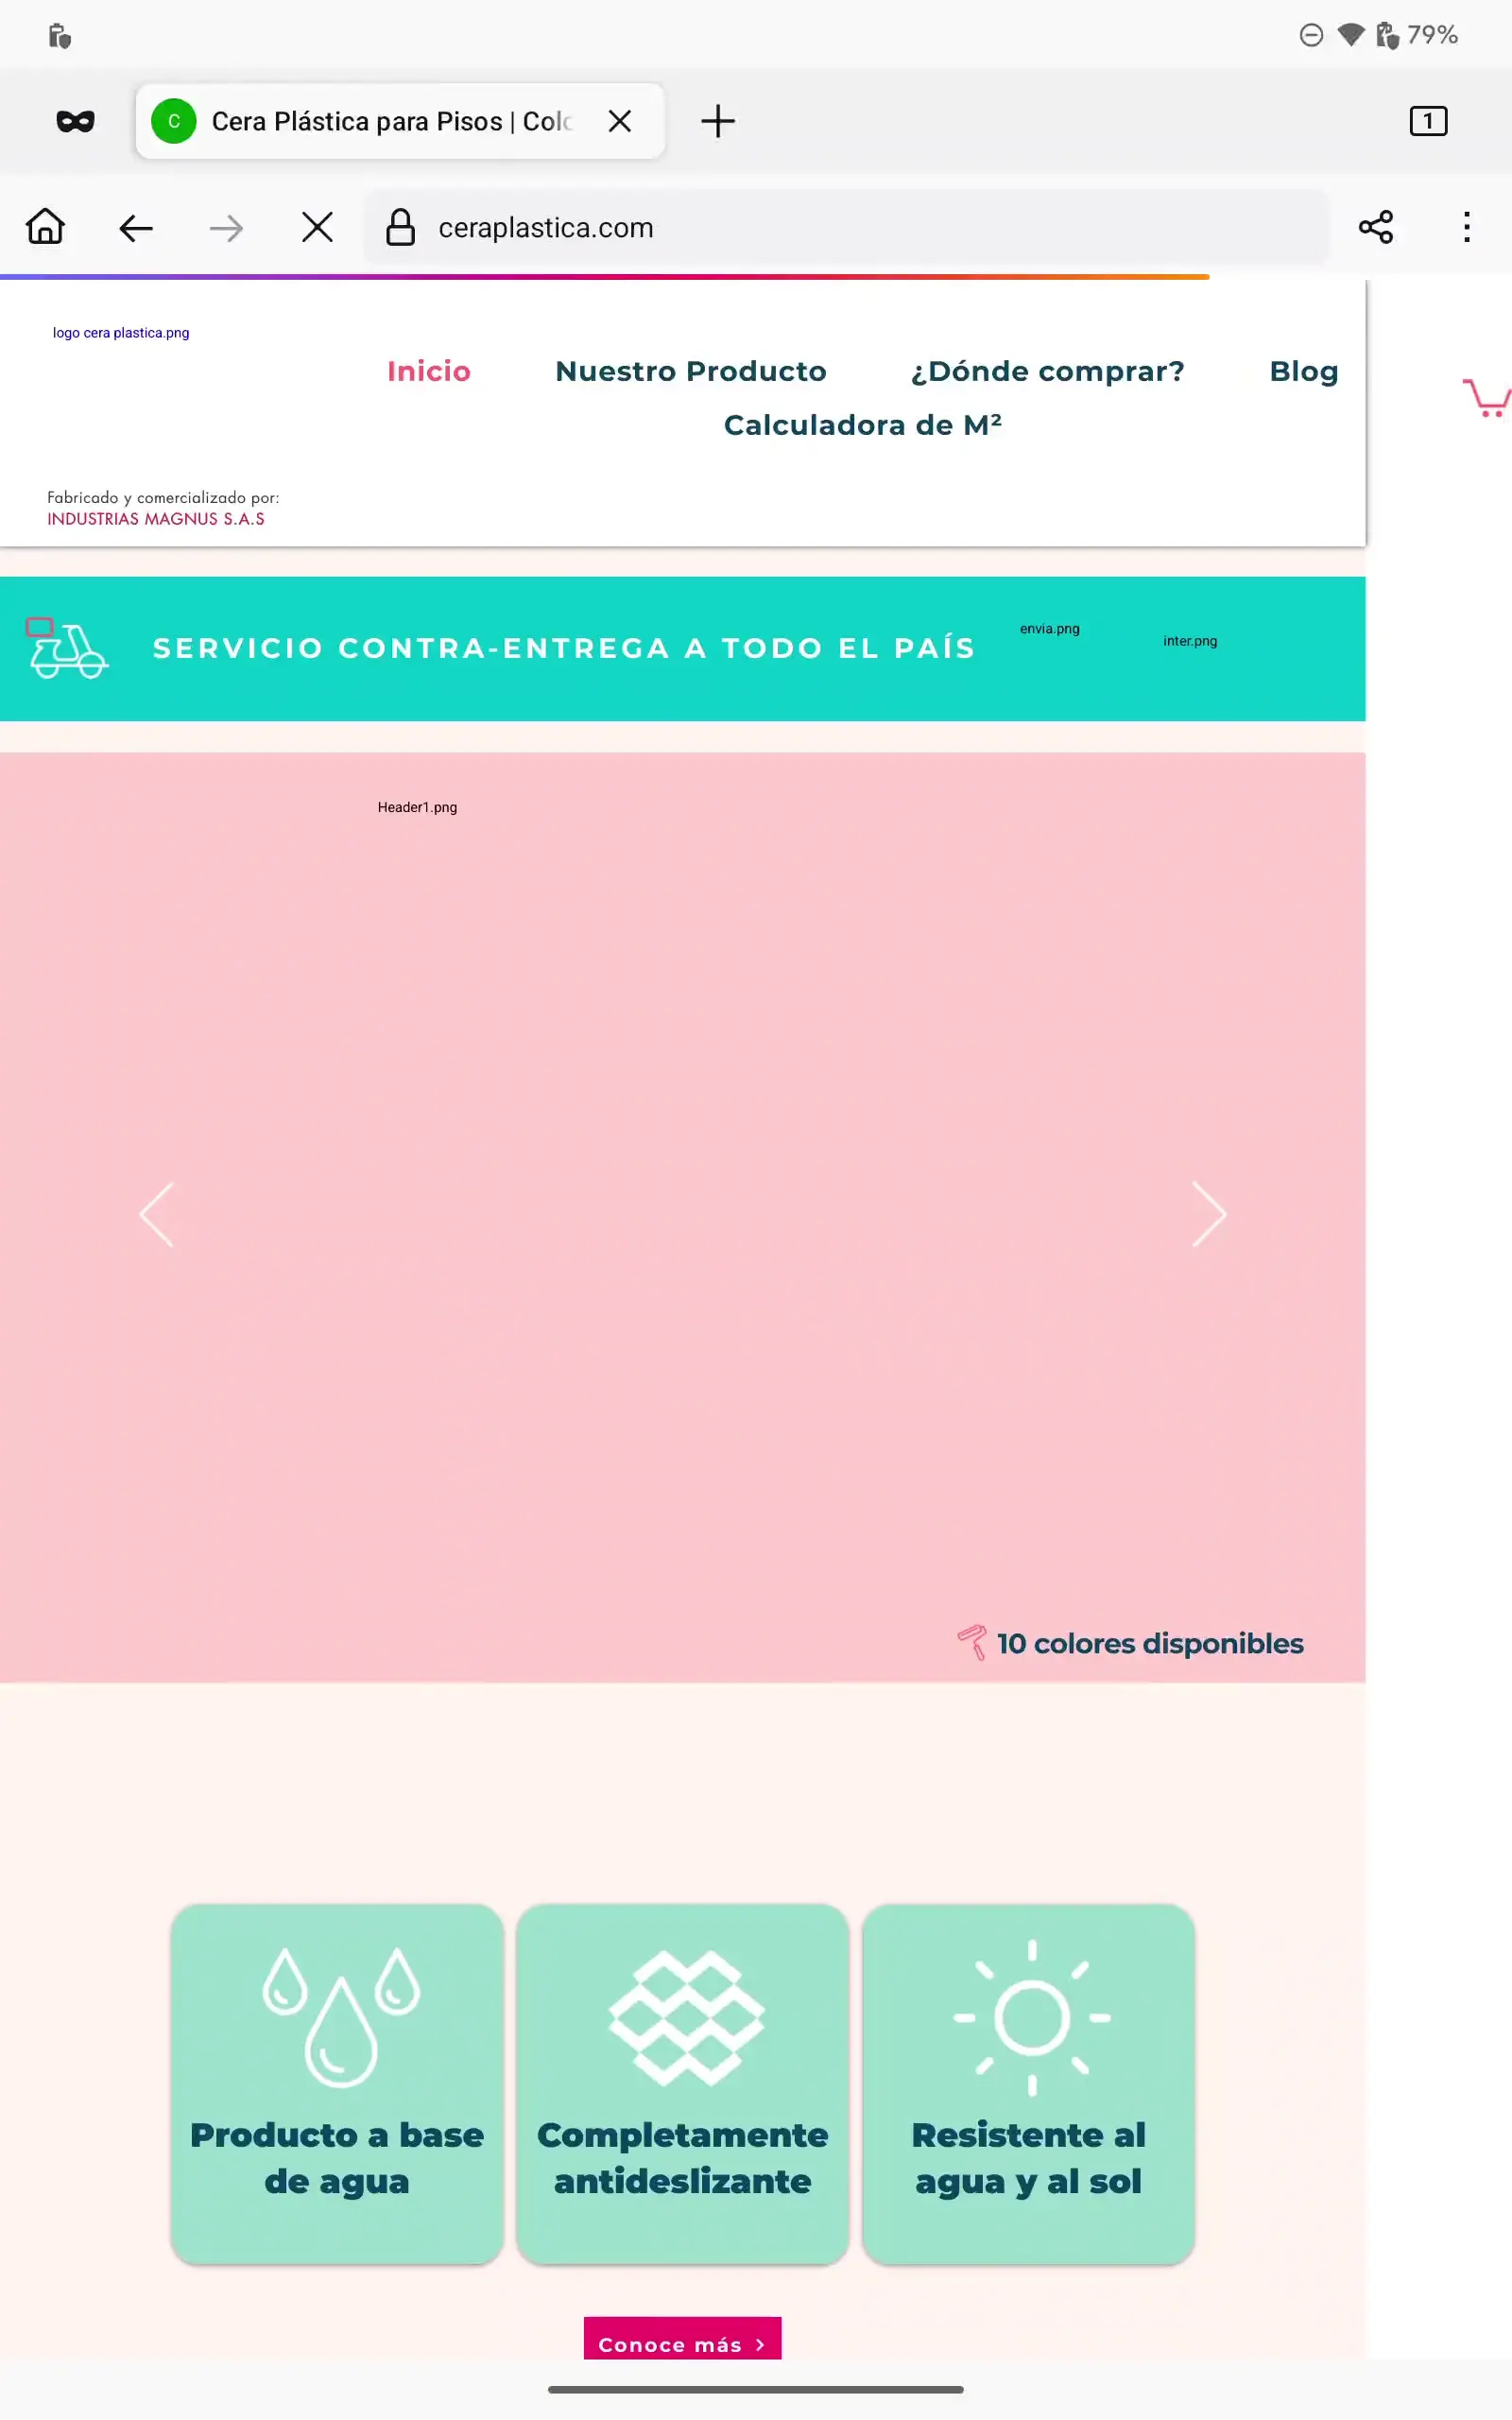 79%
C
Cera Plástica para Pisos | Colo
1
ceraplastica.com
logo cera plastica.png
Inicio
Nuestro Producto
¿Dónde comprar?
Blog
Calculadora de M²
Fabricado y comercializado por:
INDUSTRIAS MAGNUS S.A.S
SERVICIO CONTRA-ENTREGA A TODO EL PAÍS
envia.png
inter.png
Header1.png
10 colores disponibles
Producto a base
de agua
Completamente
antideslizante
Resistente al
agua y al sol
Conoce más >